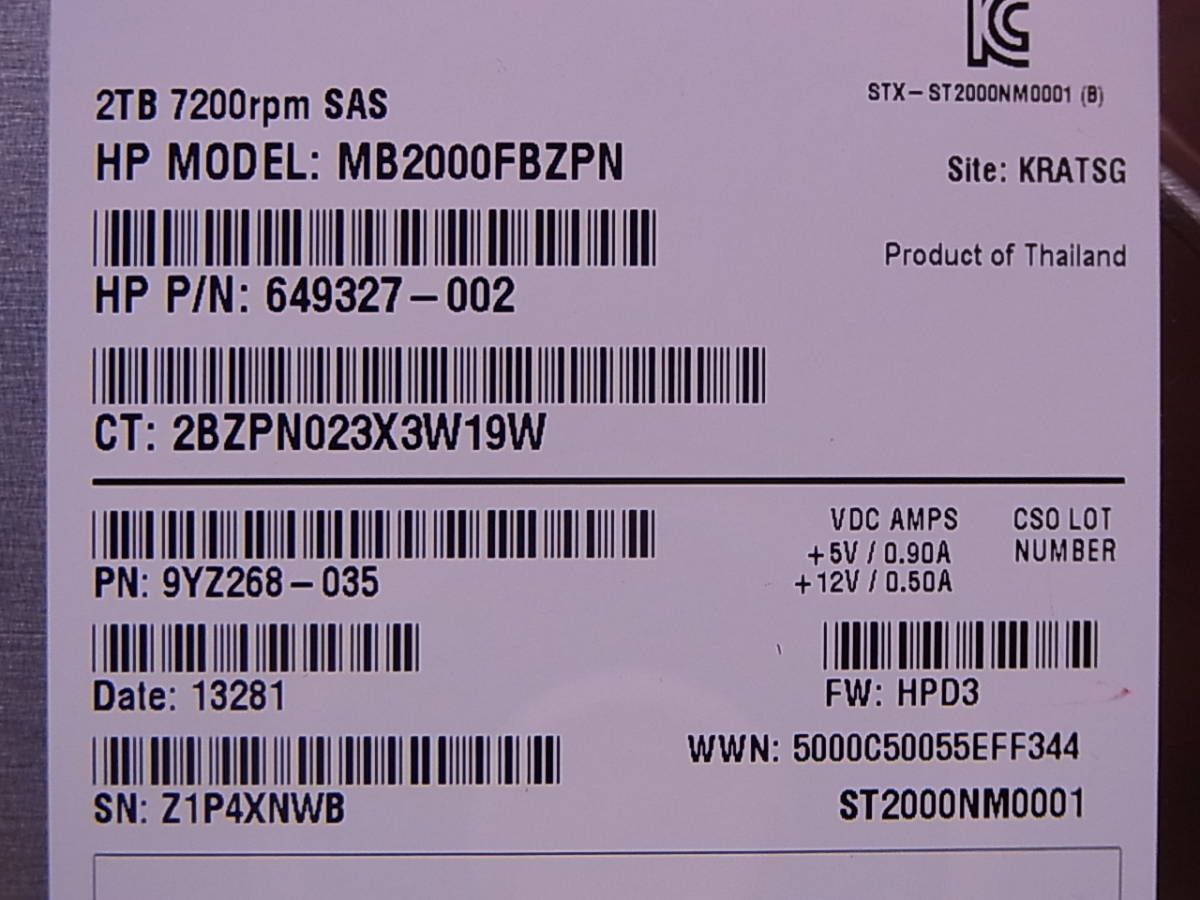 2TB 7200rpm SAS
HP MODEL: MB2000FBZPN
HP P/N: 649327-002
CT: 2BZPN023X3W19W
KC
STX-ST2000NM0001 (B)
Site: KRATSG
Product of Thailand
PN: 9YZ268-035
Date: 13281
SN: Z1P4XNWB
VDC AMPS
+5V / 0.90A
+12V / 0.50A
CSO LOT
NUMBER
FW: HPD3
WWN: 5000C50055EFF344
ST2000NM0001